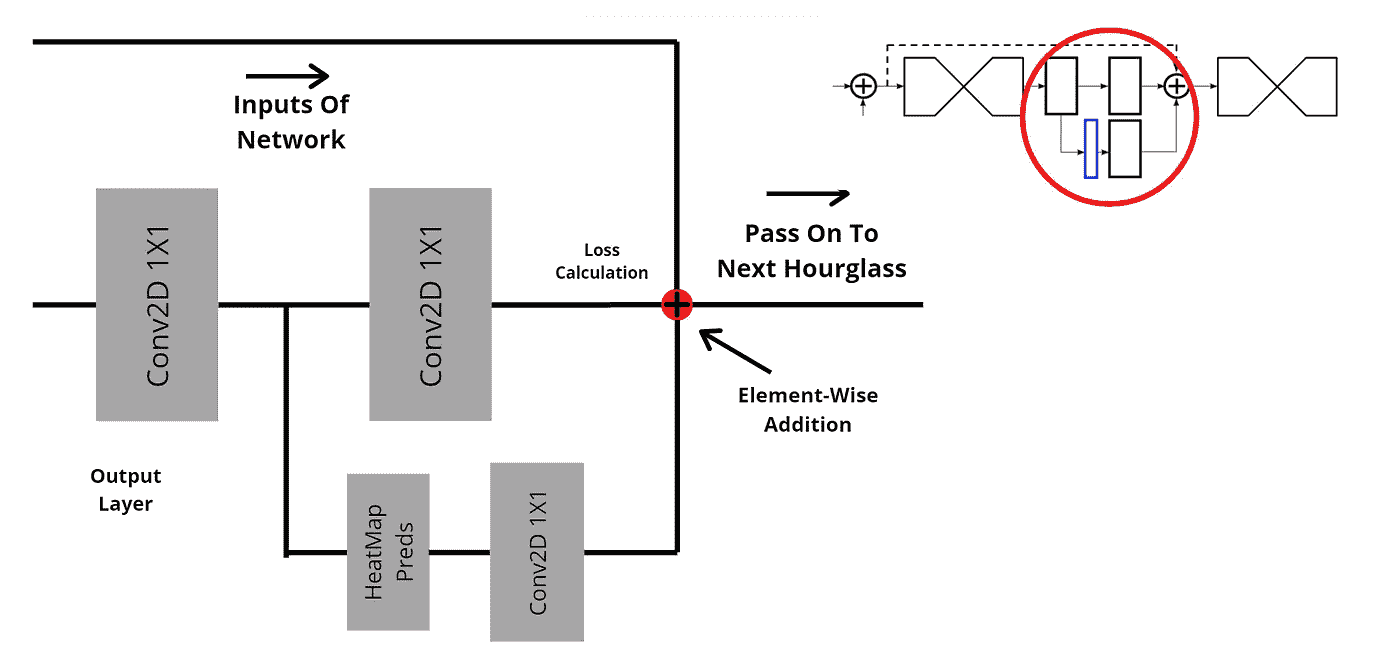 Inputs Of
Network
Conv2D 1X1
Conv2D 1X1
Loss
Calculation
Pass On To
Next Hourglass
Element-Wise
Addition
Output
Layer
HeatMap
Preds
Conv2D 1X1